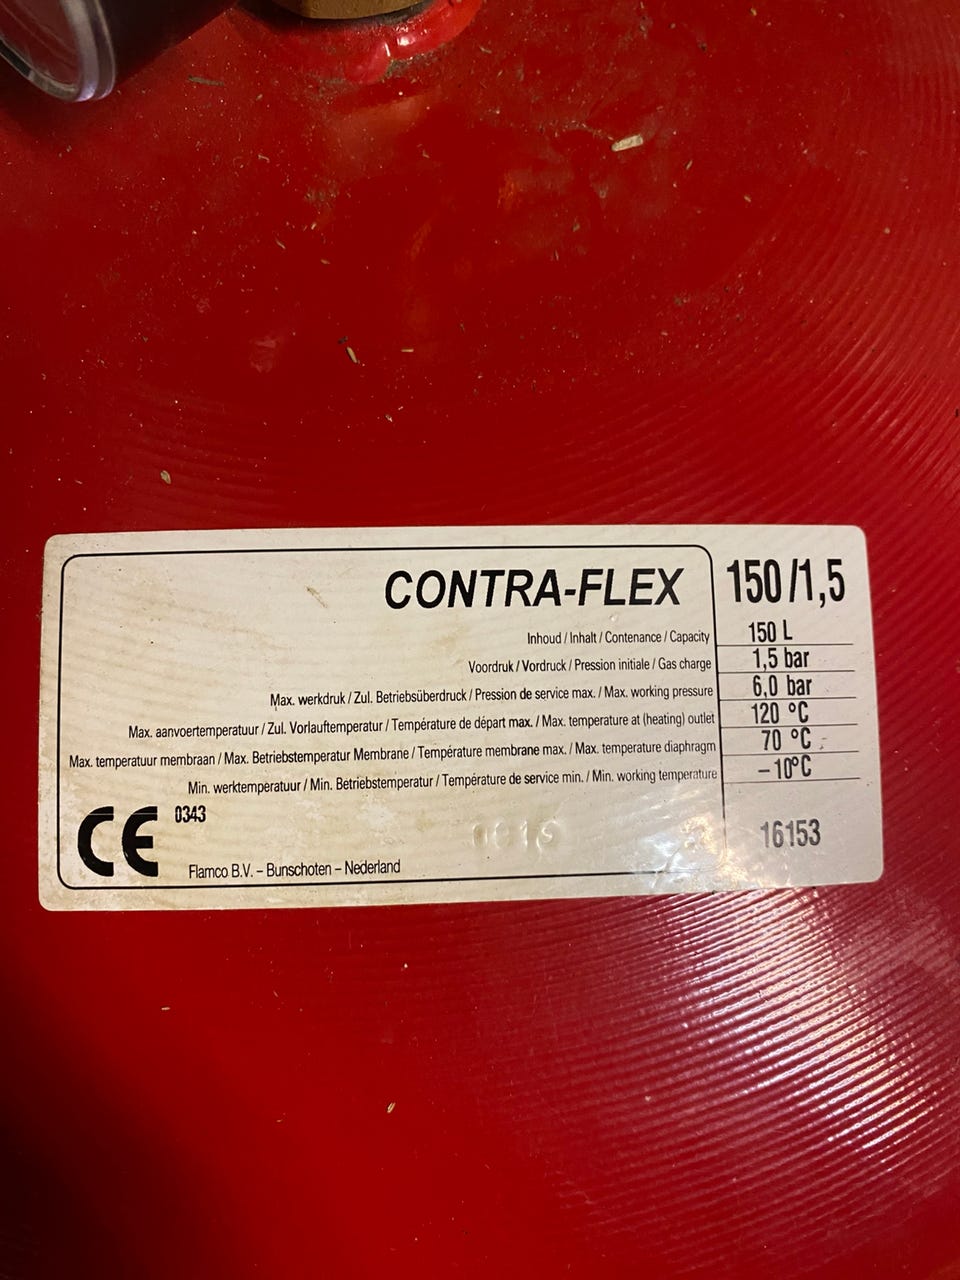 CONTRA-FLEX 150/1,5
Inhoud / Inhalt / Contenance / Capacity 150 L
Voordruk / Vordruck / Pression initiale / Gas charge 1,5 bar
Max. werkdruk / Zul. Betriebsüberdruck / Pression de service max. / Max. working pressure 6,0 bar
Max. aanvoertemperatuur / Zul. Vorlauftemperatur / Température de départ max. / Max. temperature at (heating) outlet 120 °C
Max. temperatuur membraan / Max. Betriebstemperatur Membrane / Température membrane max. / Max. temperature diaphragm 70 °C
Min. werktemperatuur / Min. Betriebstemperatur / Température de service min. / Min. working temperature –10°C
CE 0343
16153
Flamco B.V. – Bunschoten – Nederland